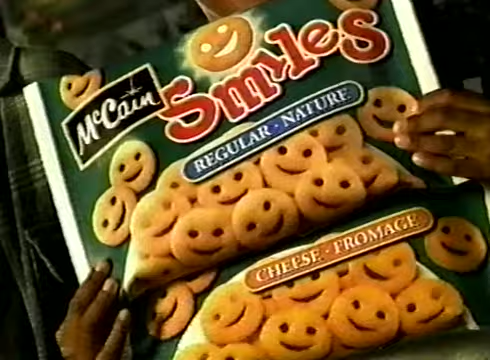 McCain
Smiles
REGULAR · NATURE
CHEESE · FROMAGE